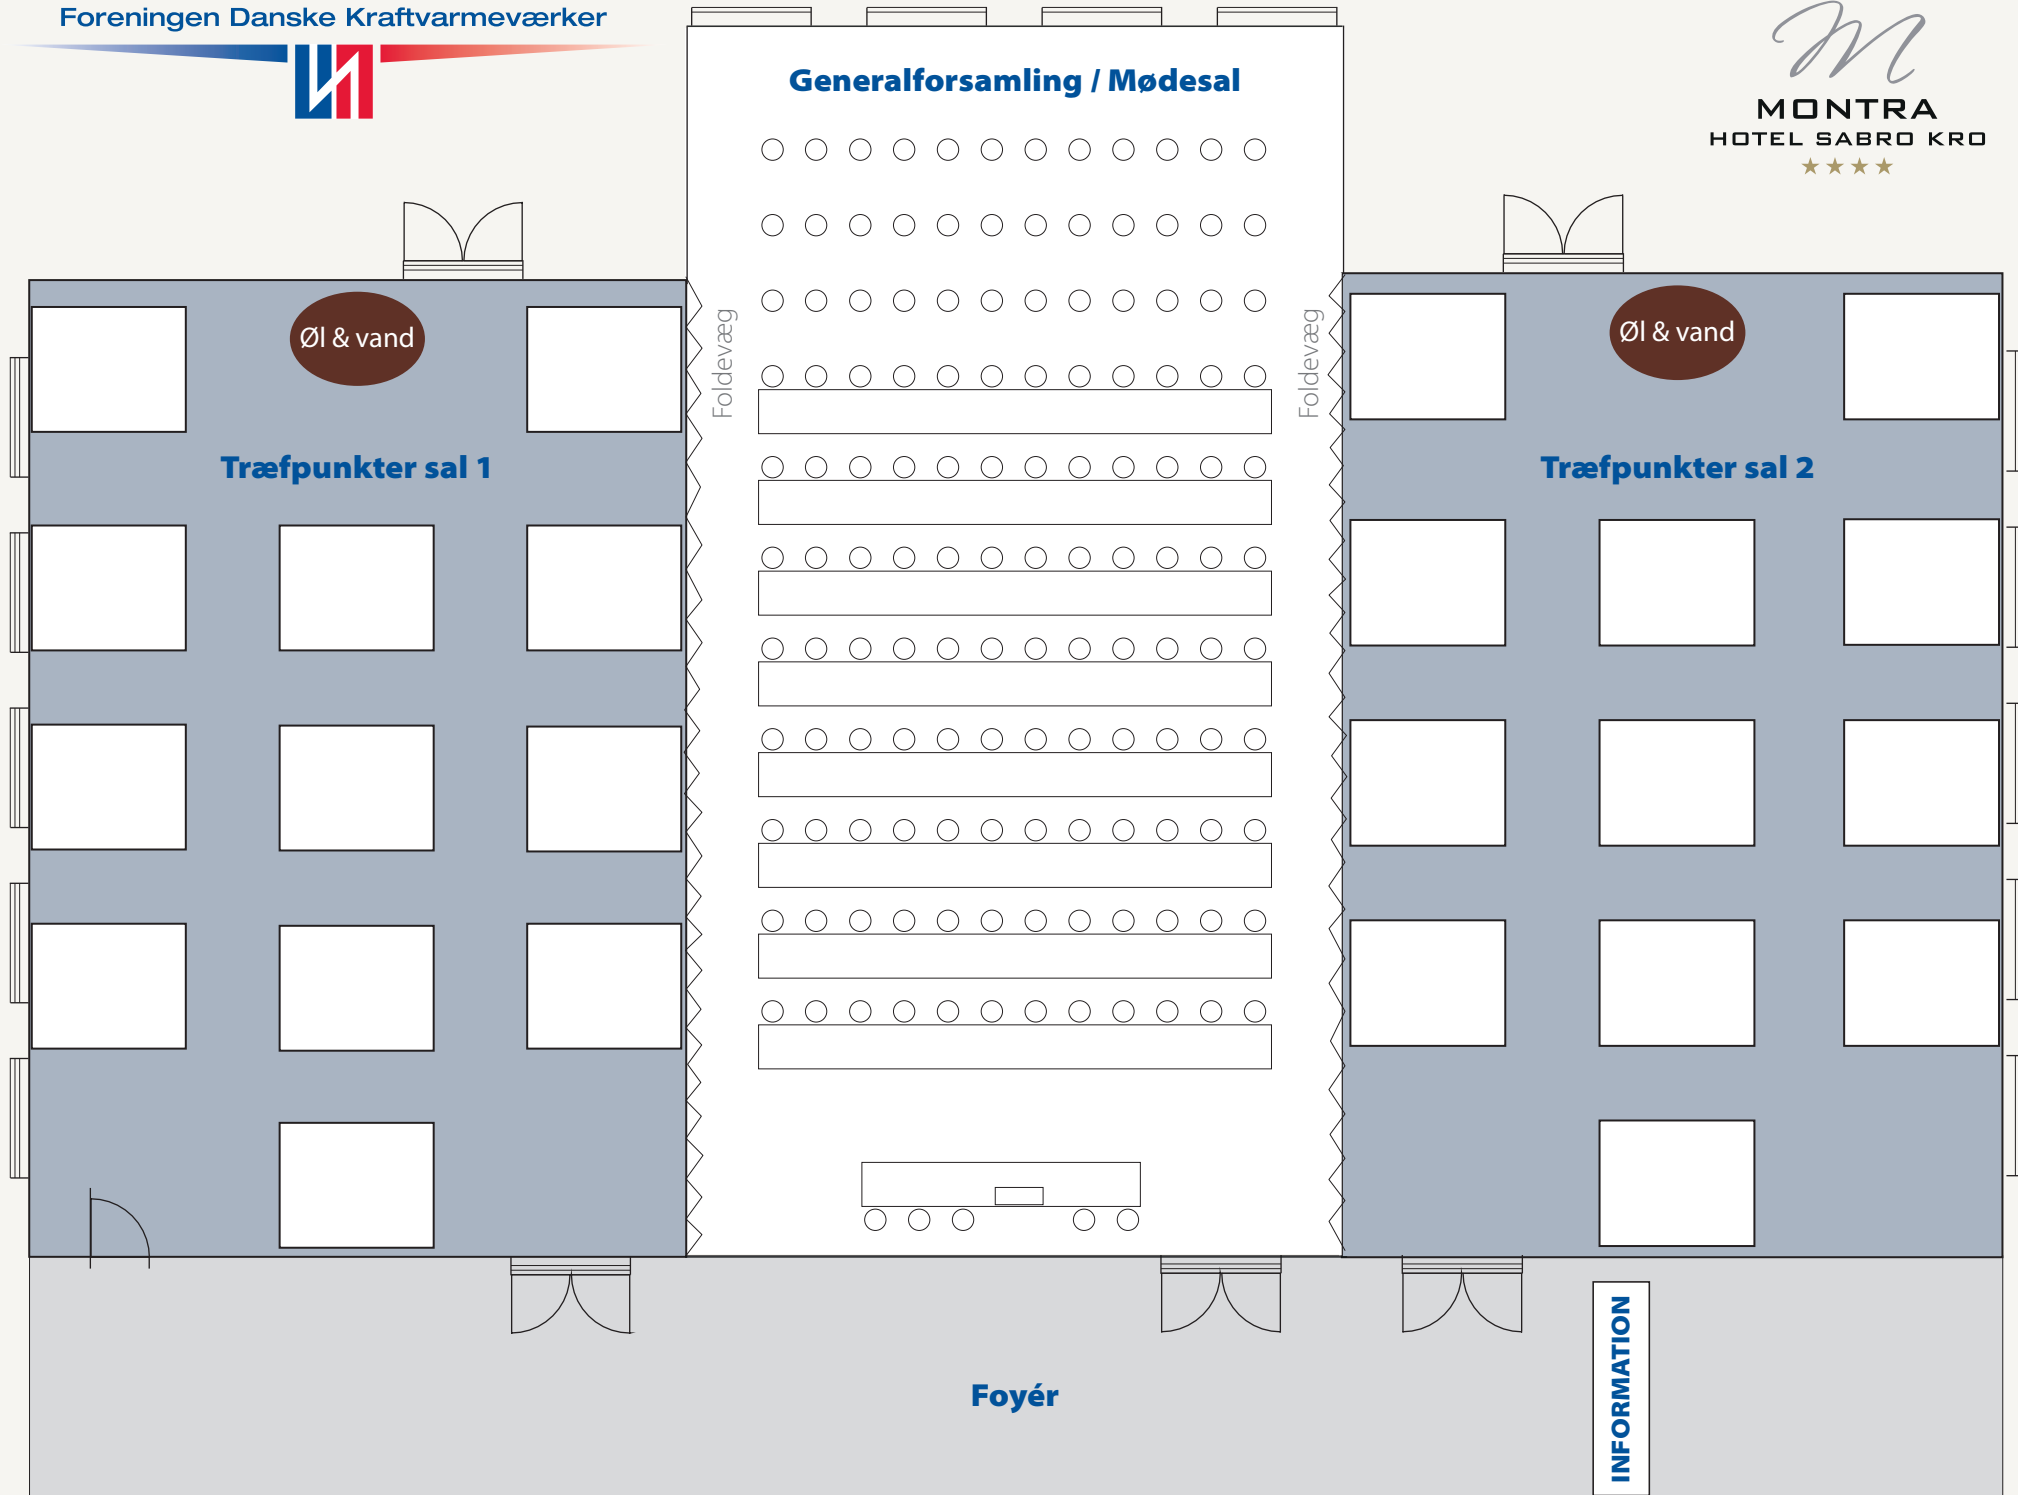 Foreningen Danske Kraftvarmeværker
Generalforsamling / Mødesal
MONTRA
HOTEL SABRO KRO
Øl & vand
Foldevæg
Foldevæg
Øl & vand
Træfpunkter sal 1
Træfpunkter sal 2
Foyér
INFORMATION